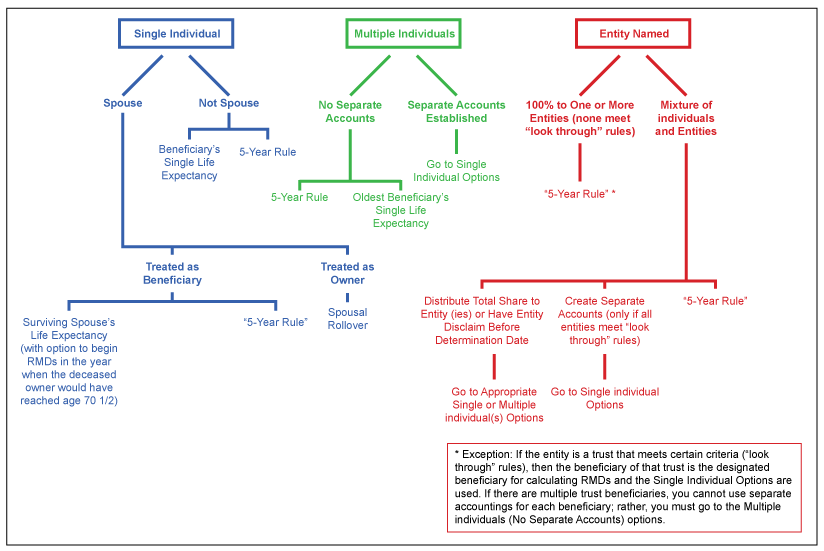 Single Individual
Multiple Individuals
Entity Named
Spouse
Not Spouse
No Separate
Accounts
Separate Accounts
Established
100% to One or More
Entities (none meet
“look through” rules)
Mixture of
individuals
and Entities
Beneficiary’s
Single Life
Expectancy
5-Year Rule
Go to Single
Individual Options
5-Year Rule
Oldest Beneficiary’s
Single Life
Expectancy
“5-Year Rule” *
Treated as
Beneficiary
Treated as
Owner
Surviving Spouse’s
Life Expectancy
(with option to begin
RMDs in the year
when the deceased
owner would have
reached age 70 1/2)
“5-Year Rule”
Spousal
Rollover
Distribute Total Share to
Entity (ies) or Have Entity
Disclaim Before
Determination Date
Create Separate
Accounts (only if all
entities meet “look
through” rules)
“5-Year Rule”
Go to Appropriate
Single or Multiple
individual(s) Options
Go to Single individual
Options
* Exception: If the entity is a trust that meets certain criteria (“look
through” rules), then the beneficiary of that trust is the designated
beneficiary for calculating RMDs and the Single Individual Options are
used. If there are multiple trust beneficiaries, you cannot use separate
accountings for each beneficiary; rather, you must go to the Multiple
individuals (No Separate Accounts) options.